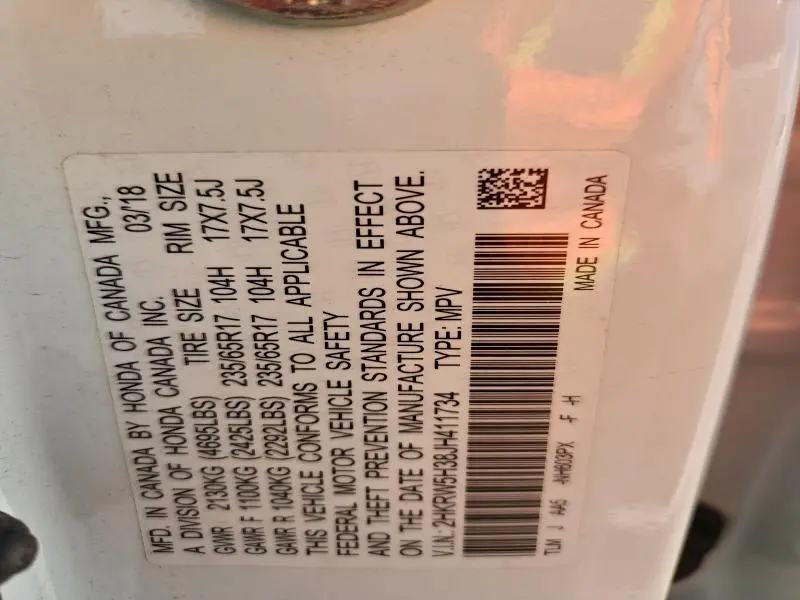 MFD. IN CANADA BY HONDA OF CANADA MFG.,
A DIVISION OF HONDA CANADA INC. 03/18
TIRE SIZE RIM SIZE
GVWR 2130KG (4695LBS)
GAWR F 1100KG (2425LBS) 235/65R17 104H 17X7.5J
GAWR R 1040KG (2292LBS) 235/65R17 104H 17X7.5J
THIS VEHICLE CONFORMS TO ALL APPLICABLE
FEDERAL MOTOR VEHICLE SAFETY
AND THEFT PREVENTION STANDARDS IN EFFECT
ON THE DATE OF MANUFACTURE SHOWN ABOVE.
V.I.N.: 2HKRW5H38JH411734 TYPE: MPV
TLM J AA5 -NH603PX -F -H
MADE IN CANADA